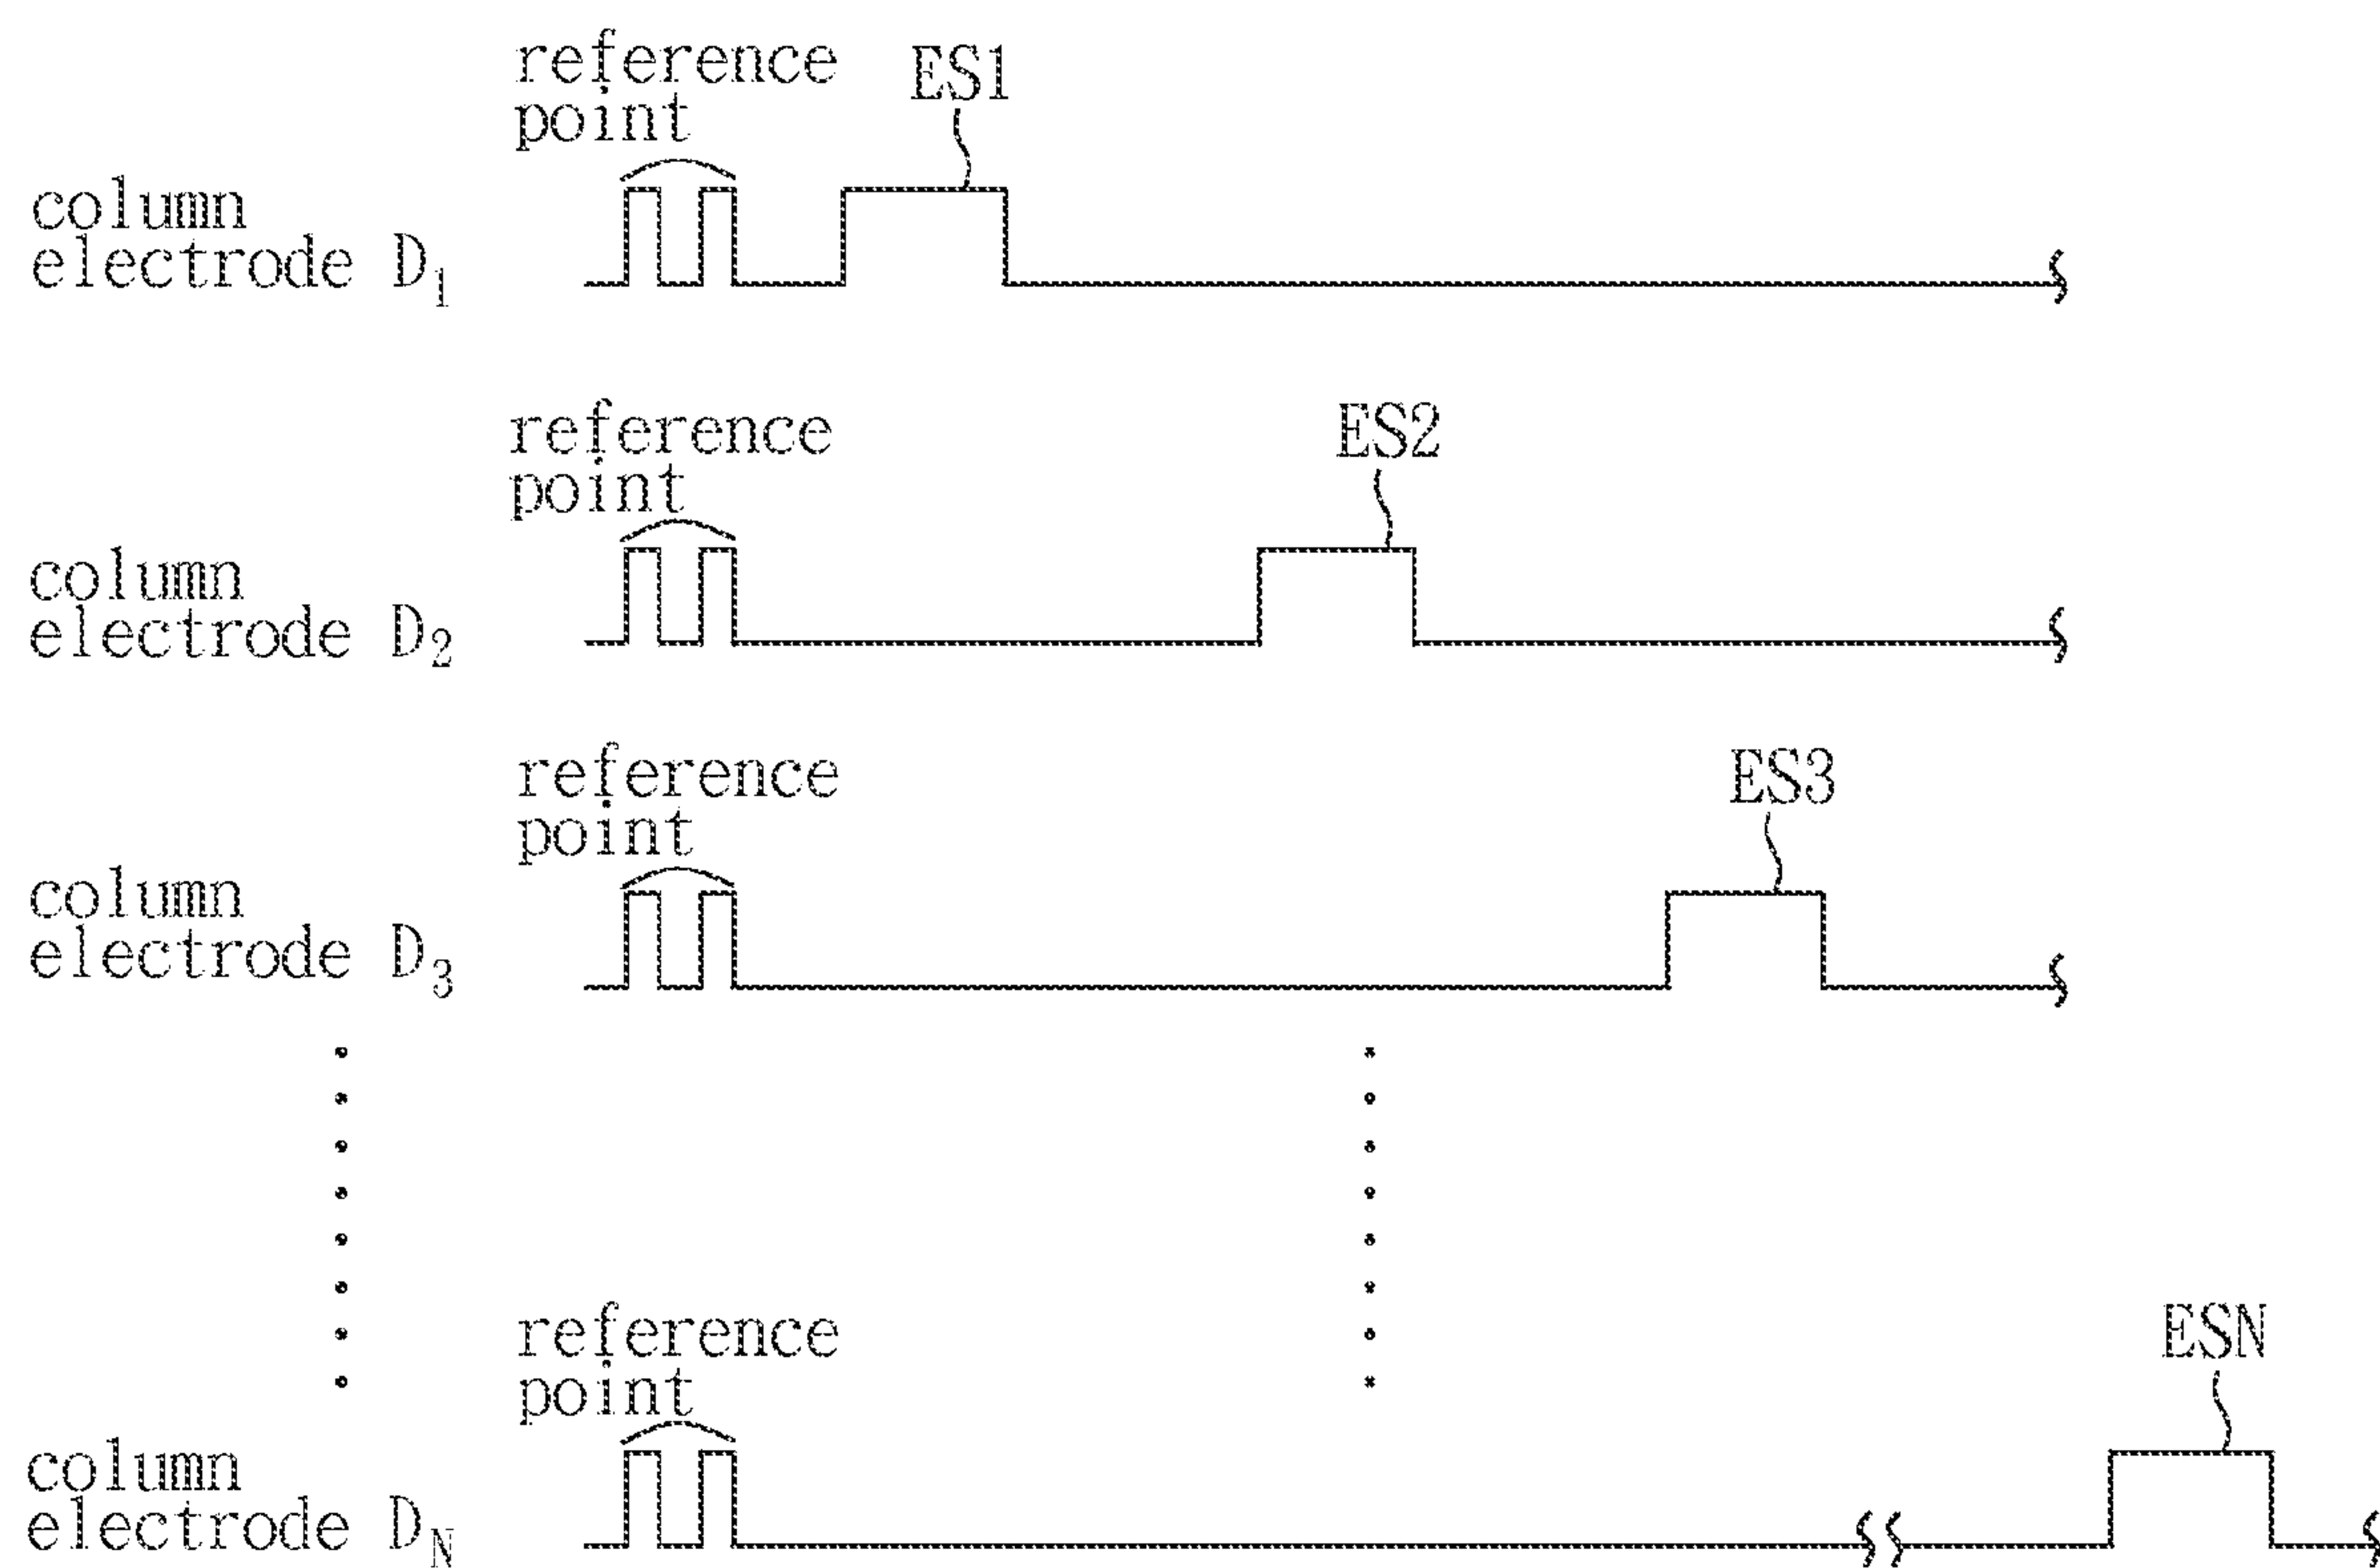 reference
point
ES1
column
electrode D₁
reference
point
ES2
column
electrode D₂
reference
point
ES3
column
electrode D₃
reference
point
ESN
column
electrode D_N